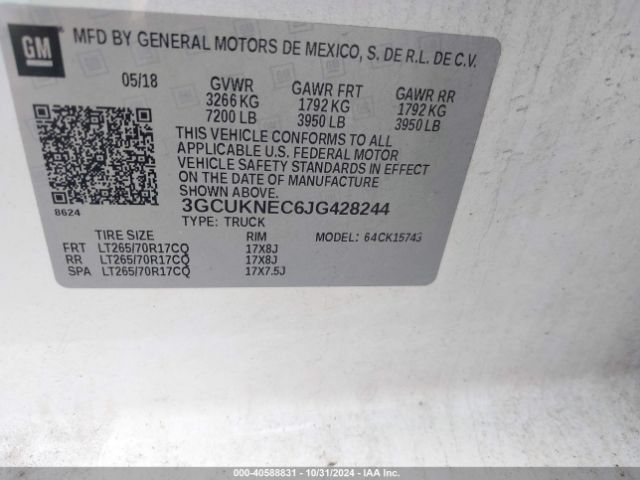 GM
MFD BY GENERAL MOTORS DE MEXICO, S. DE R.L. DE C.V.
05/18 GVWR GAWR FRT GAWR RR
3266 KG 1792 KG 1792 KG
7200 LB 3950 LB 3950 LB
THIS VEHICLE CONFORMS TO ALL
APPLICABLE U.S. FEDERAL MOTOR
VEHICLE SAFETY STANDARDS IN EFFECT
ON THE DATE OF MANUFACTURE
SHOWN ABOVE.
8624
3GCUKNEC6JG428244
TYPE: TRUCK
TIRE SIZE RIM MODEL: 64CK15743
FRT LT265/70R17CQ 17X8J
RR LT265/70R17CQ 17X8J
SPA LT265/70R17CQ 17X7.5J
000-40588831 - 10/31/2024 - IAA Inc.